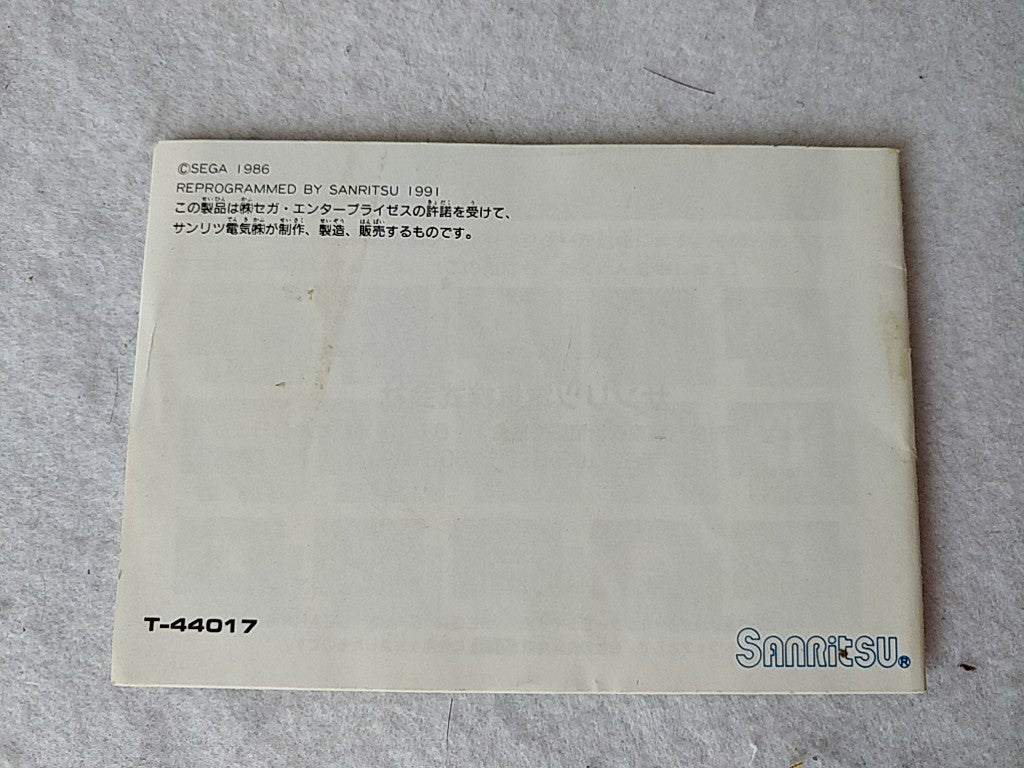 ©SEGA 1986
REPROGRAMMED BY SANRITSU 1991
この製品は㈱セガ・エンタープライゼスの許諾を受けて、
サンリツ電気㈱が制作、製造、販売するものです。
T-44017
SANRITSU®